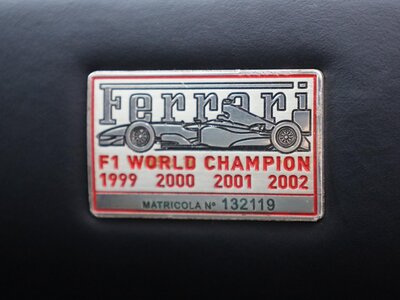 Ferrari
F1 WORLD CHAMPION
1999 2000 2001 2002
MATRICOLA Nº 132119